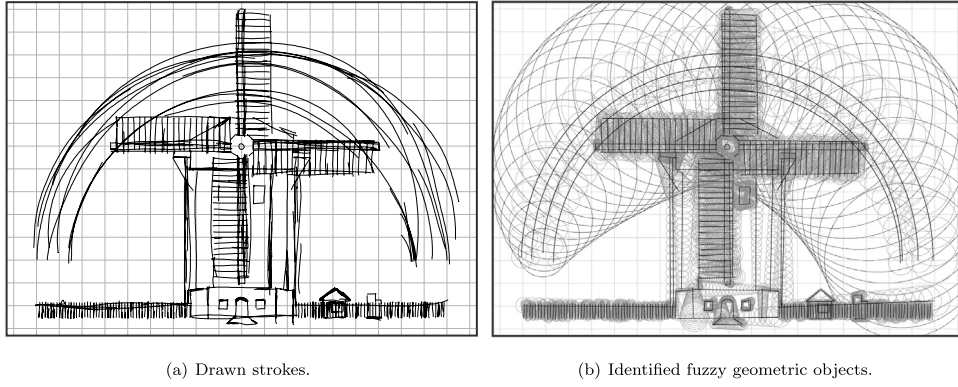 (a) Drawn strokes.
(b) Identified fuzzy geometric objects.